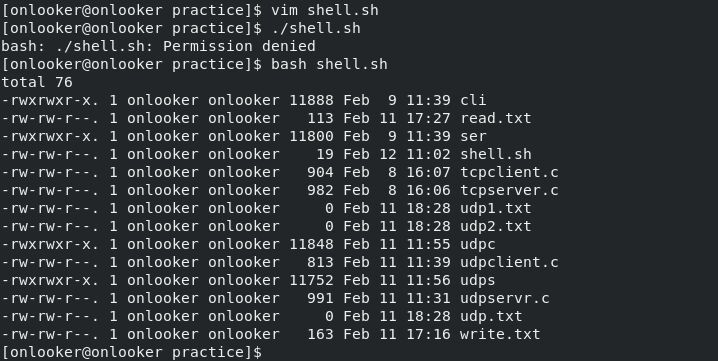 [onlooker@onlooker practice]$ vim shell.sh
[onlooker@onlooker practice]$ ./shell.sh
bash: ./shell.sh: Permission denied
[onlooker@onlooker practice]$ bash shell.sh
total 76
-rwxrwxr-x. 1 onlooker onlooker 11888 Feb  9 11:39 cli
-rw-rw-r--. 1 onlooker onlooker   113 Feb 11 17:27 read.txt
-rwxrwxr-x. 1 onlooker onlooker 11800 Feb  9 11:39 ser
-rw-rw-r--. 1 onlooker onlooker    19 Feb 12 11:02 shell.sh
-rw-rw-r--. 1 onlooker onlooker   904 Feb  8 16:07 tcpclient.c
-rw-rw-r--. 1 onlooker onlooker   982 Feb  8 16:06 tcpserver.c
-rw-rw-r--. 1 onlooker onlooker     0 Feb 11 18:28 udp1.txt
-rw-rw-r--. 1 onlooker onlooker     0 Feb 11 18:28 udp2.txt
-rwxrwxr-x. 1 onlooker onlooker 11848 Feb 11 11:55 udpc
-rw-rw-r--. 1 onlooker onlooker   813 Feb 11 11:39 udpclient.c
-rwxrwxr-x. 1 onlooker onlooker 11752 Feb 11 11:56 udps
-rw-rw-r--. 1 onlooker onlooker   991 Feb 11 11:31 udpservr.c
-rw-rw-r--. 1 onlooker onlooker     0 Feb 11 18:28 udp.txt
-rw-rw-r--. 1 onlooker onlooker   163 Feb 11 17:16 write.txt
[onlooker@onlooker practice]$